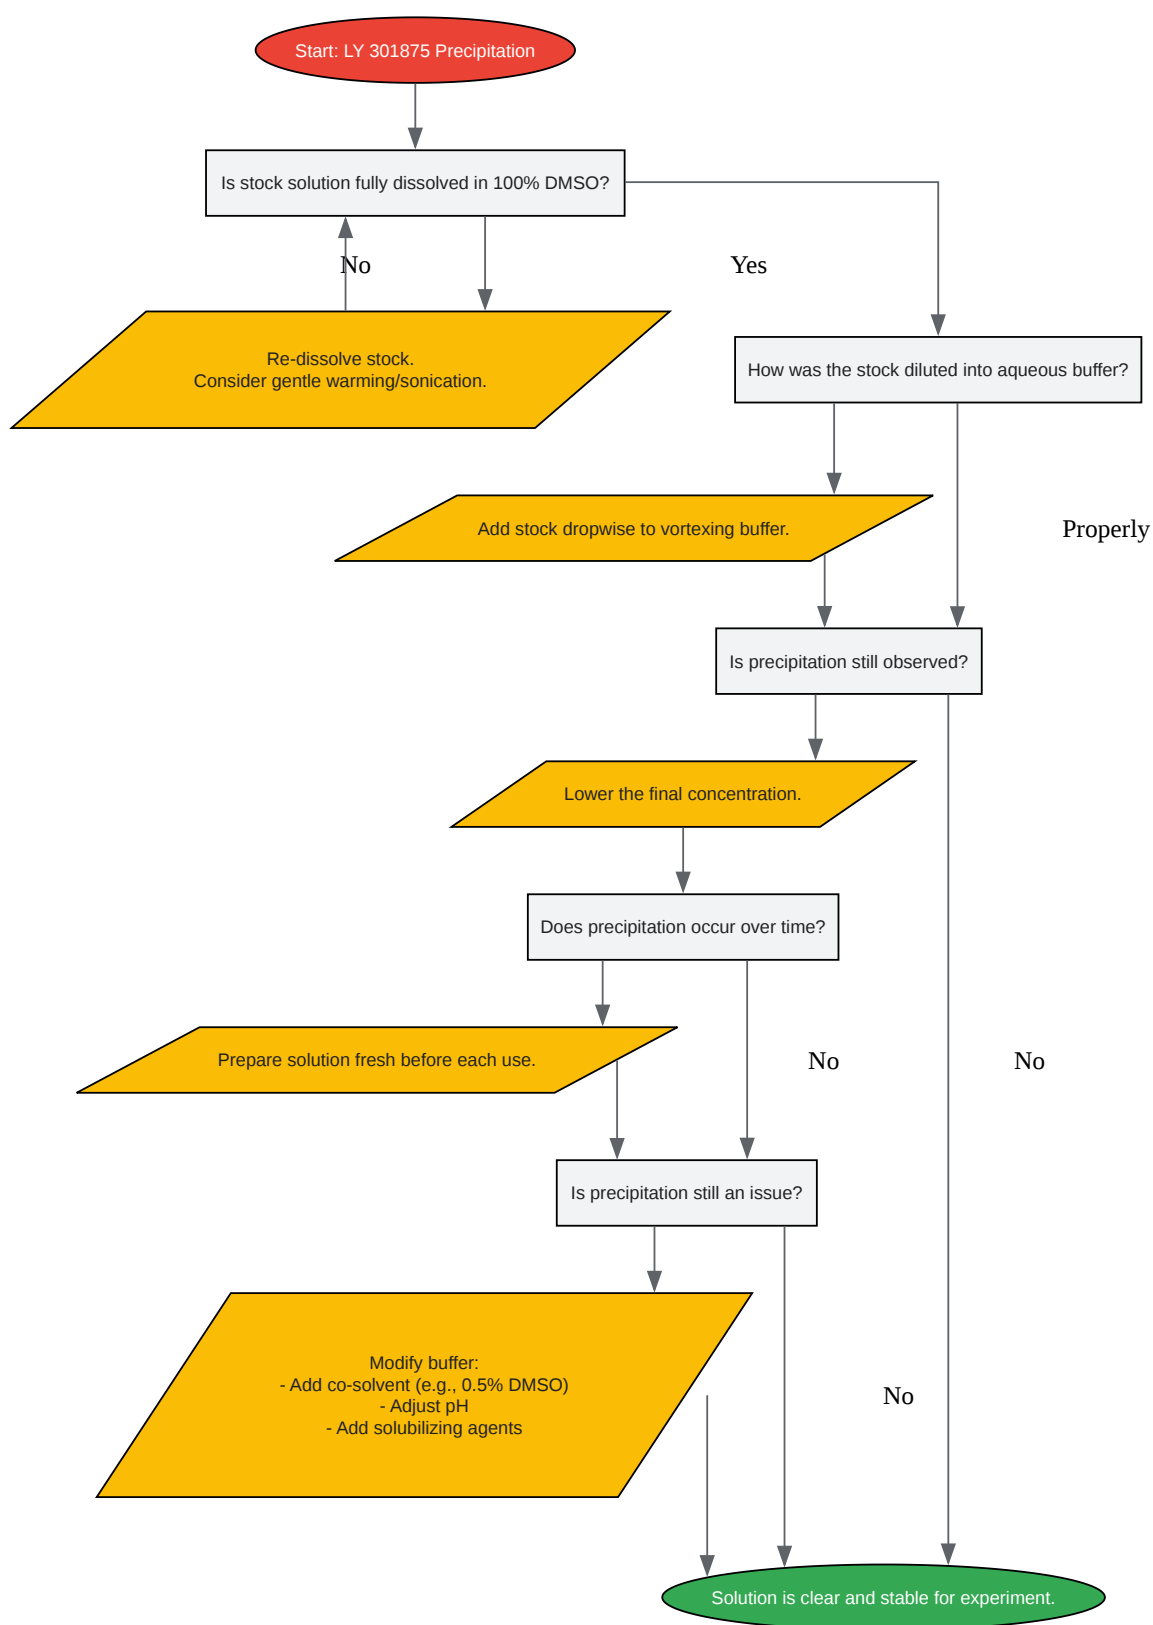 Start: LY 301875 Precipitation
Is stock solution fully dissolved in 100% DMSO?
No
Yes
Re-dissolve stock.
Consider gentle warming/sonication.
How was the stock diluted into aqueous buffer?
Add stock dropwise to vortexing buffer.
Properly
Is precipitation still observed?
Lower the final concentration.
Does precipitation occur over time?
Prepare solution fresh before each use.
No
No
Is precipitation still an issue?
Modify buffer:
- Add co-solvent (e.g., 0.5% DMSO)
- Adjust pH
- Add solubilizing agents
No
Solution is clear and stable for experiment.